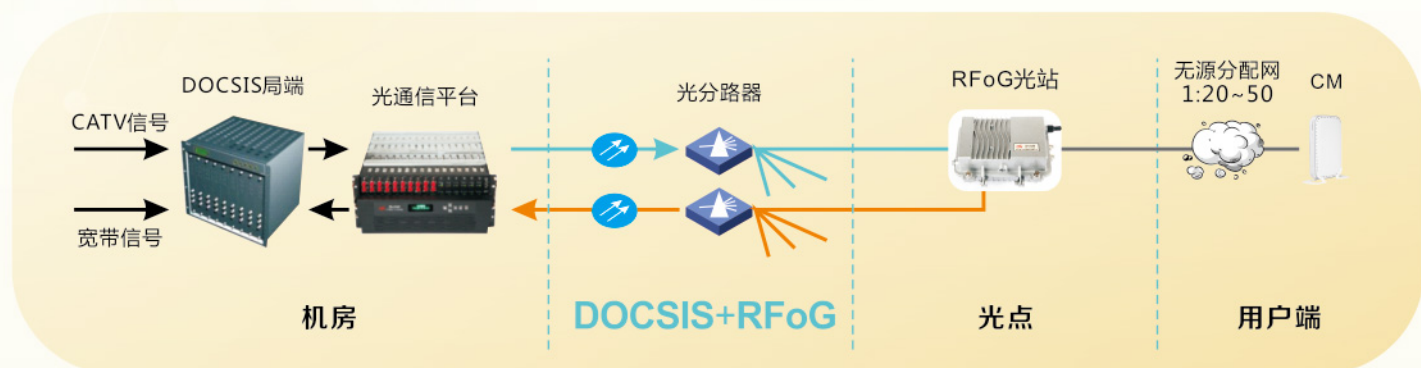 DOCSIS局端
光通信平台
光分路器
RFoG光站
无源分配网
1:20~50
CM
CATV信号
宽带信号
机房
DOCSIS+RFoG
光点
用户端